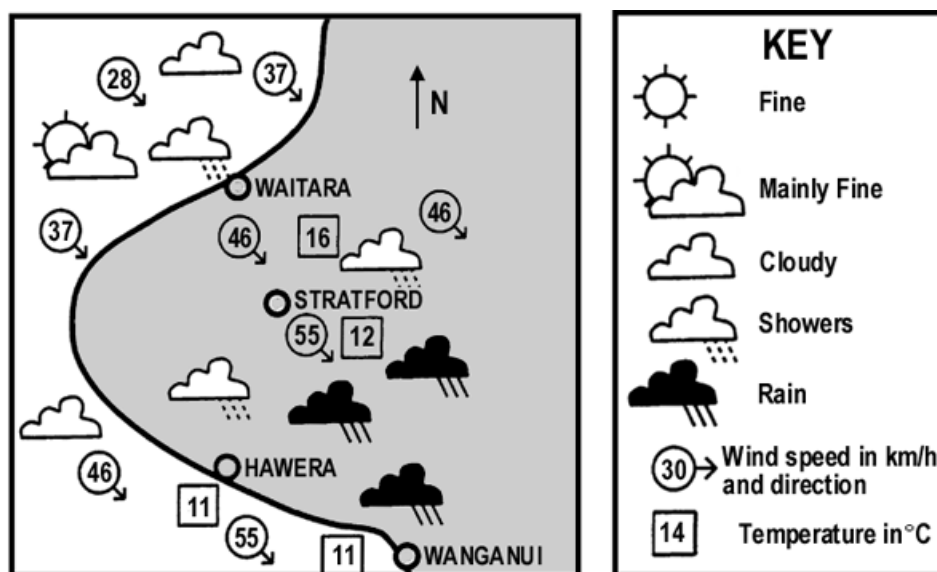 28
37
N
WAITARA
37
46
16
46
STRATFORD
55
12
46
HAWERA
11
55
11
WANGANUI
KEY
Fine
Mainly Fine
Cloudy
Showers
Rain
30
Wind speed in km/h
and direction
14
Temperature in°C